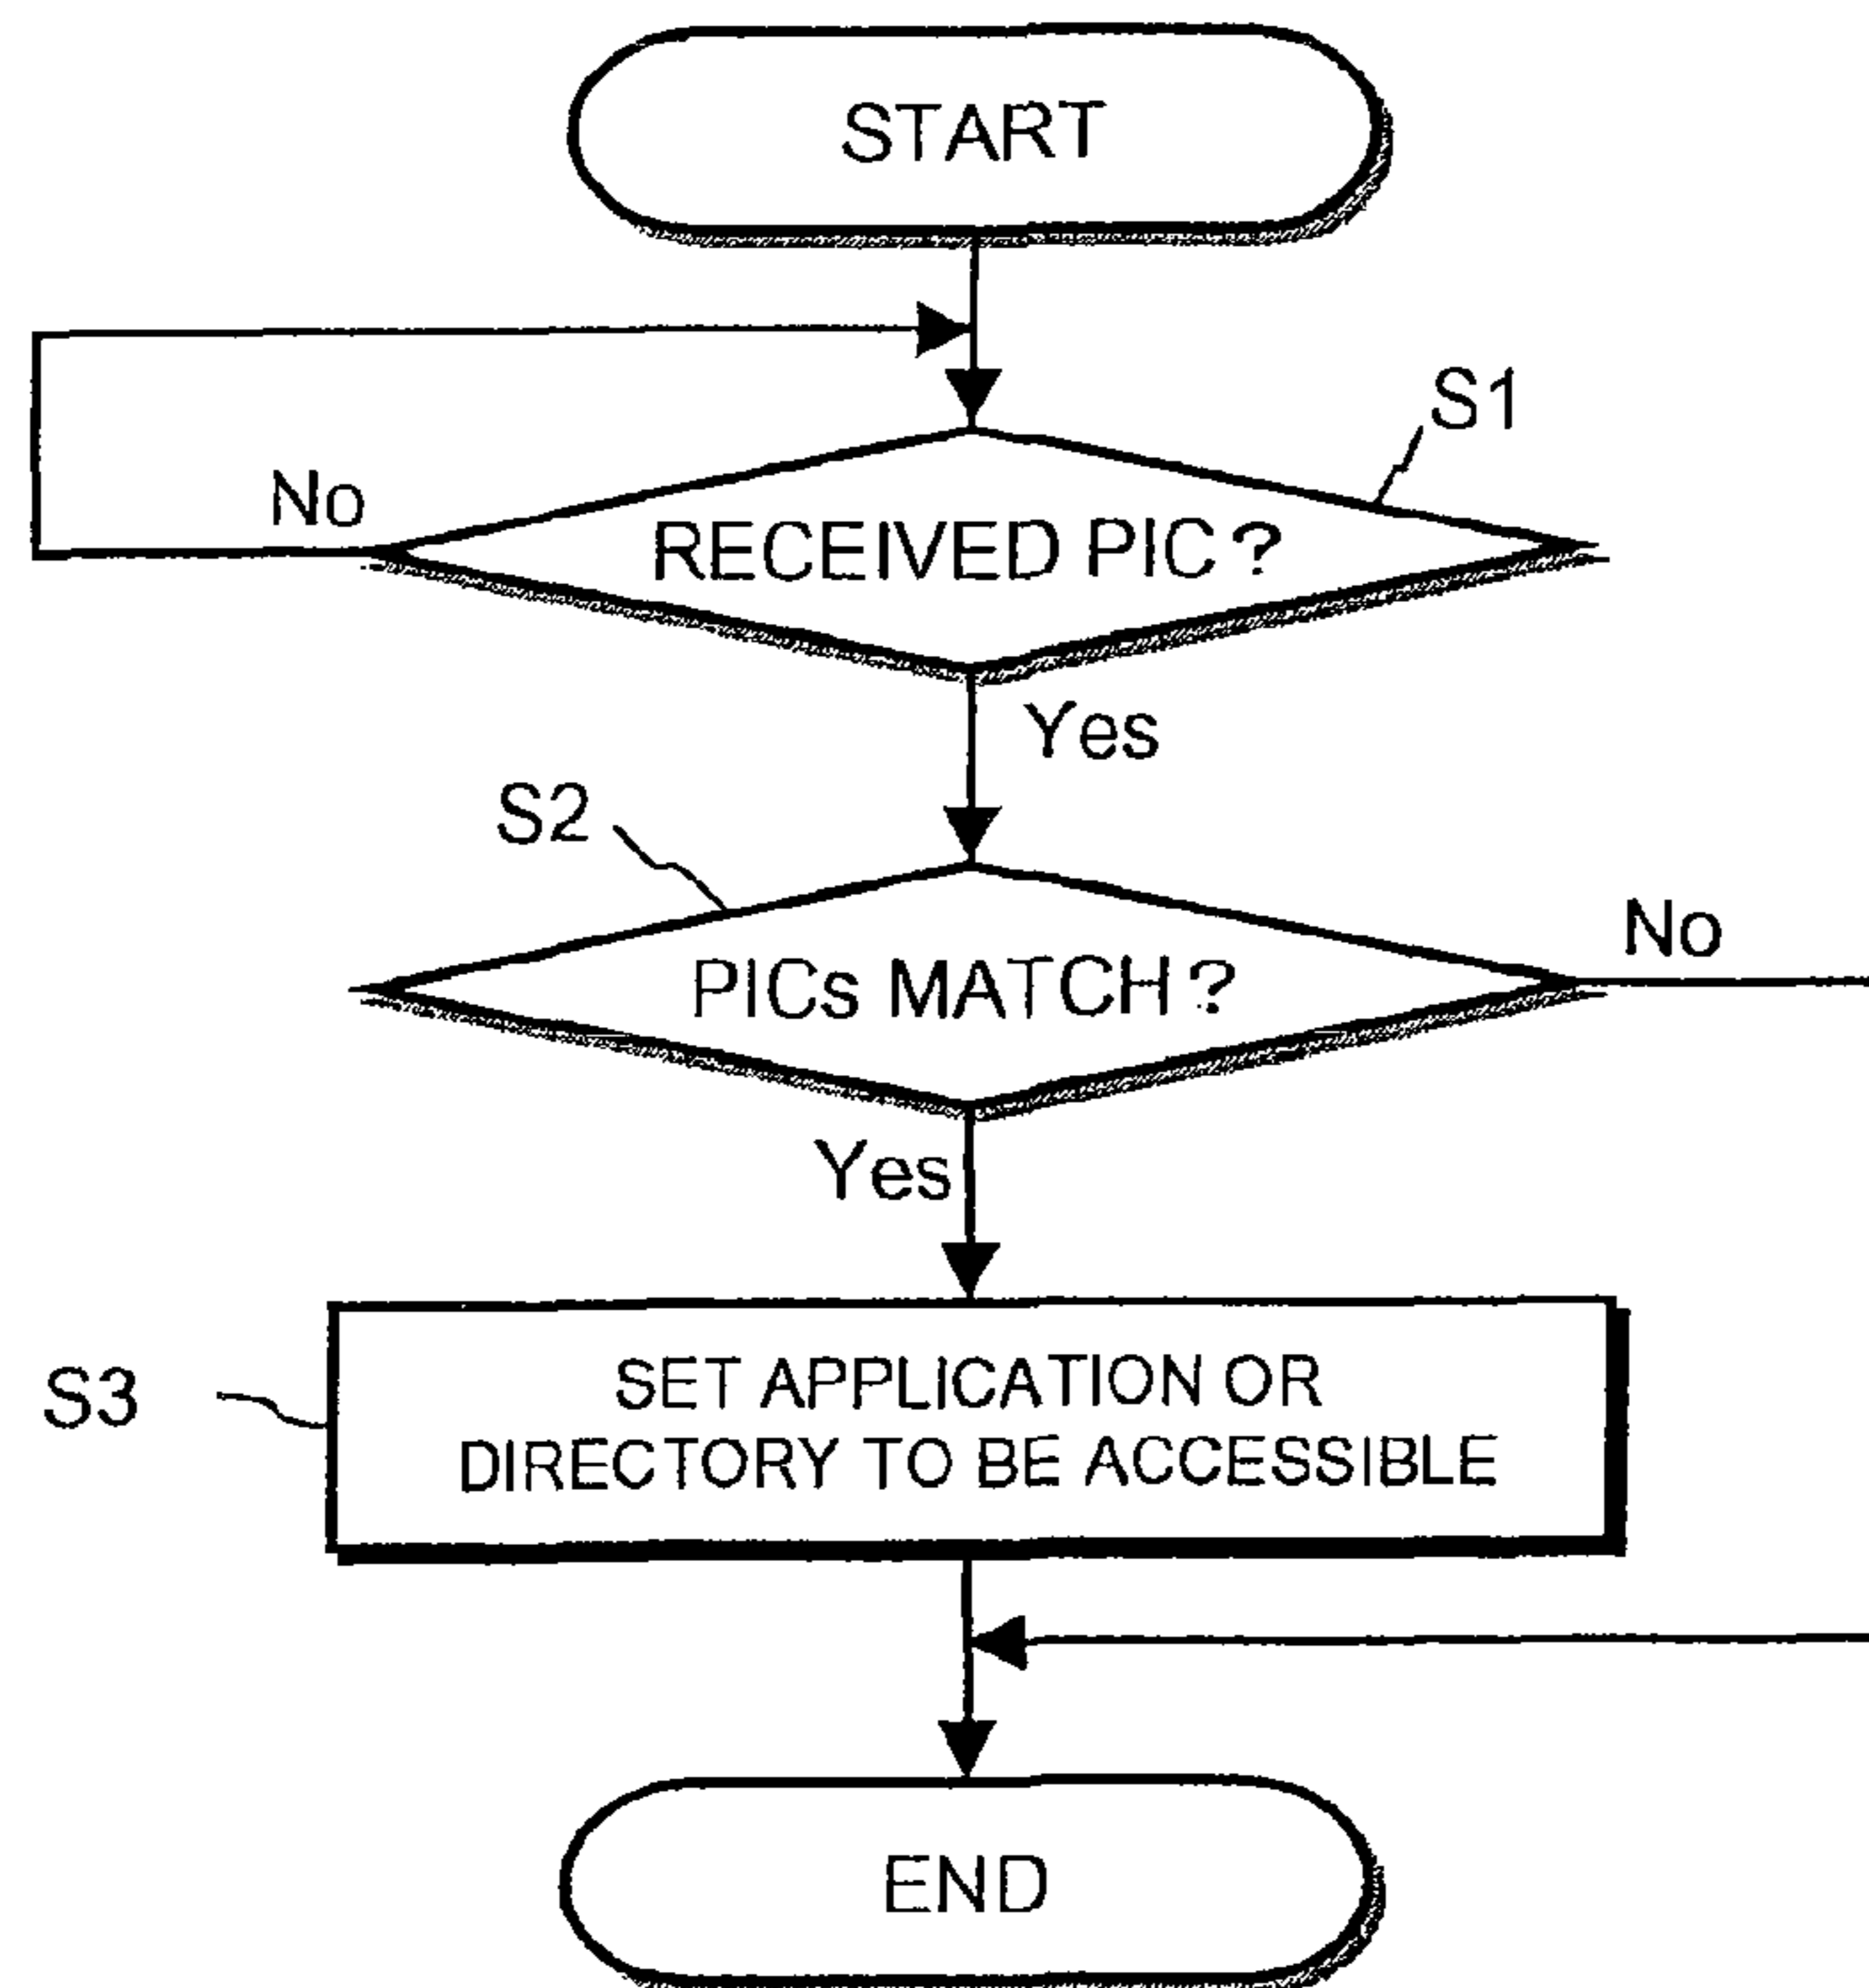 START
S1
No
RECEIVED PIC ?
Yes
S2
No
PICs MATCH ?
Yes
S3
SET APPLICATION OR
DIRECTORY TO BE ACCESSIBLE
END